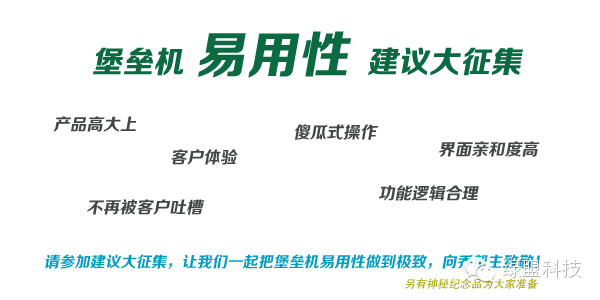 堡垒机 易用性 建议大征集
产品高大上
傻瓜式操作
客户体验
界面亲和度高
不再被客户吐槽
功能逻辑合理
请参加建议大征集，让我们一起把堡垒机易用性做到极致，向乔帮主致敬！
绿盟科技
另有神秘纪念品为大家准备